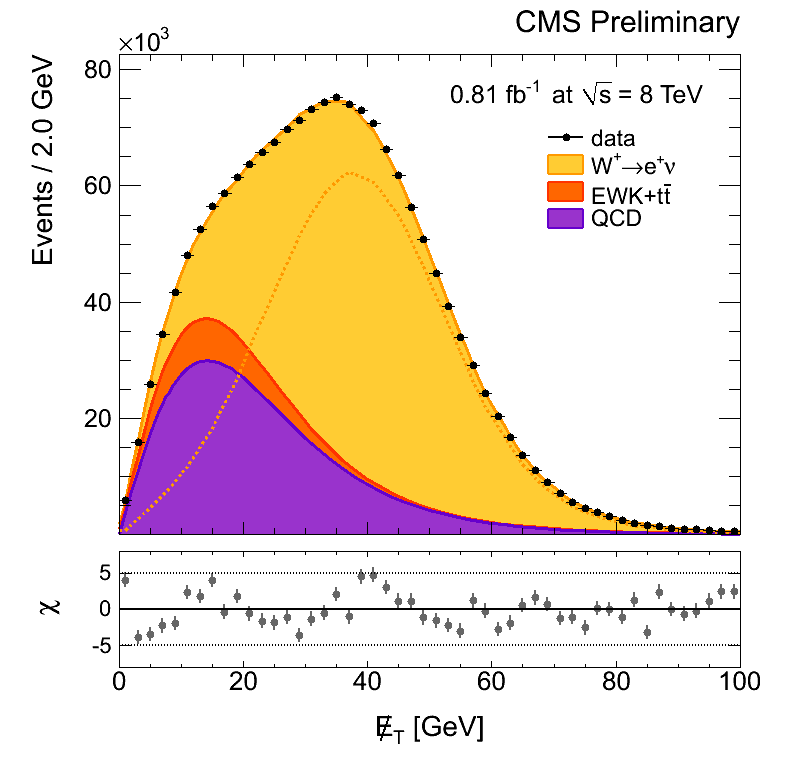 CMS Preliminary
×10³
80
60
40
20
Events / 2.0 GeV
0.81 fb⁻¹ at √s = 8 TeV
data
W⁺→e⁺ν
EWK+tt̄
QCD
5
0
-5
χ
0 20 40 60 80 100
E̸_T [GeV]